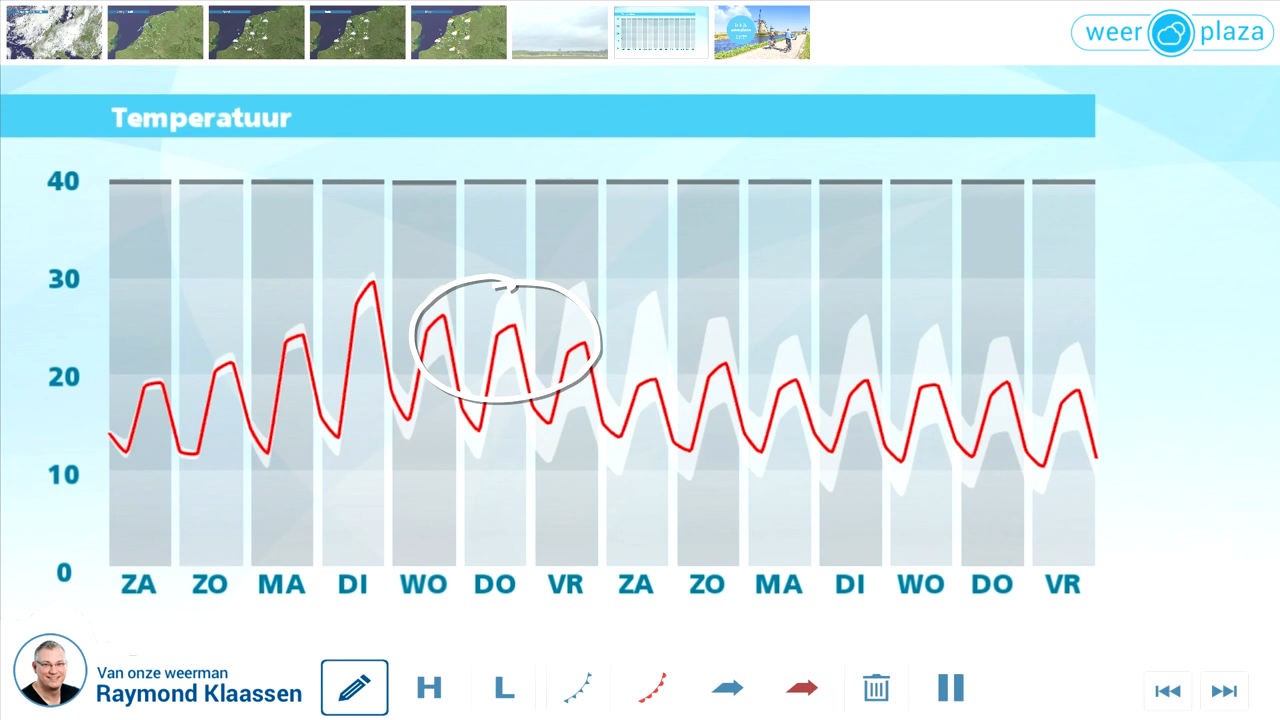 weer plaza
Temperatuur
40
30
20
10
0
ZA ZO MA DI WO DO VR ZA ZO MA DI WO DO VR
Van onze weerman
Raymond Klaassen
H L